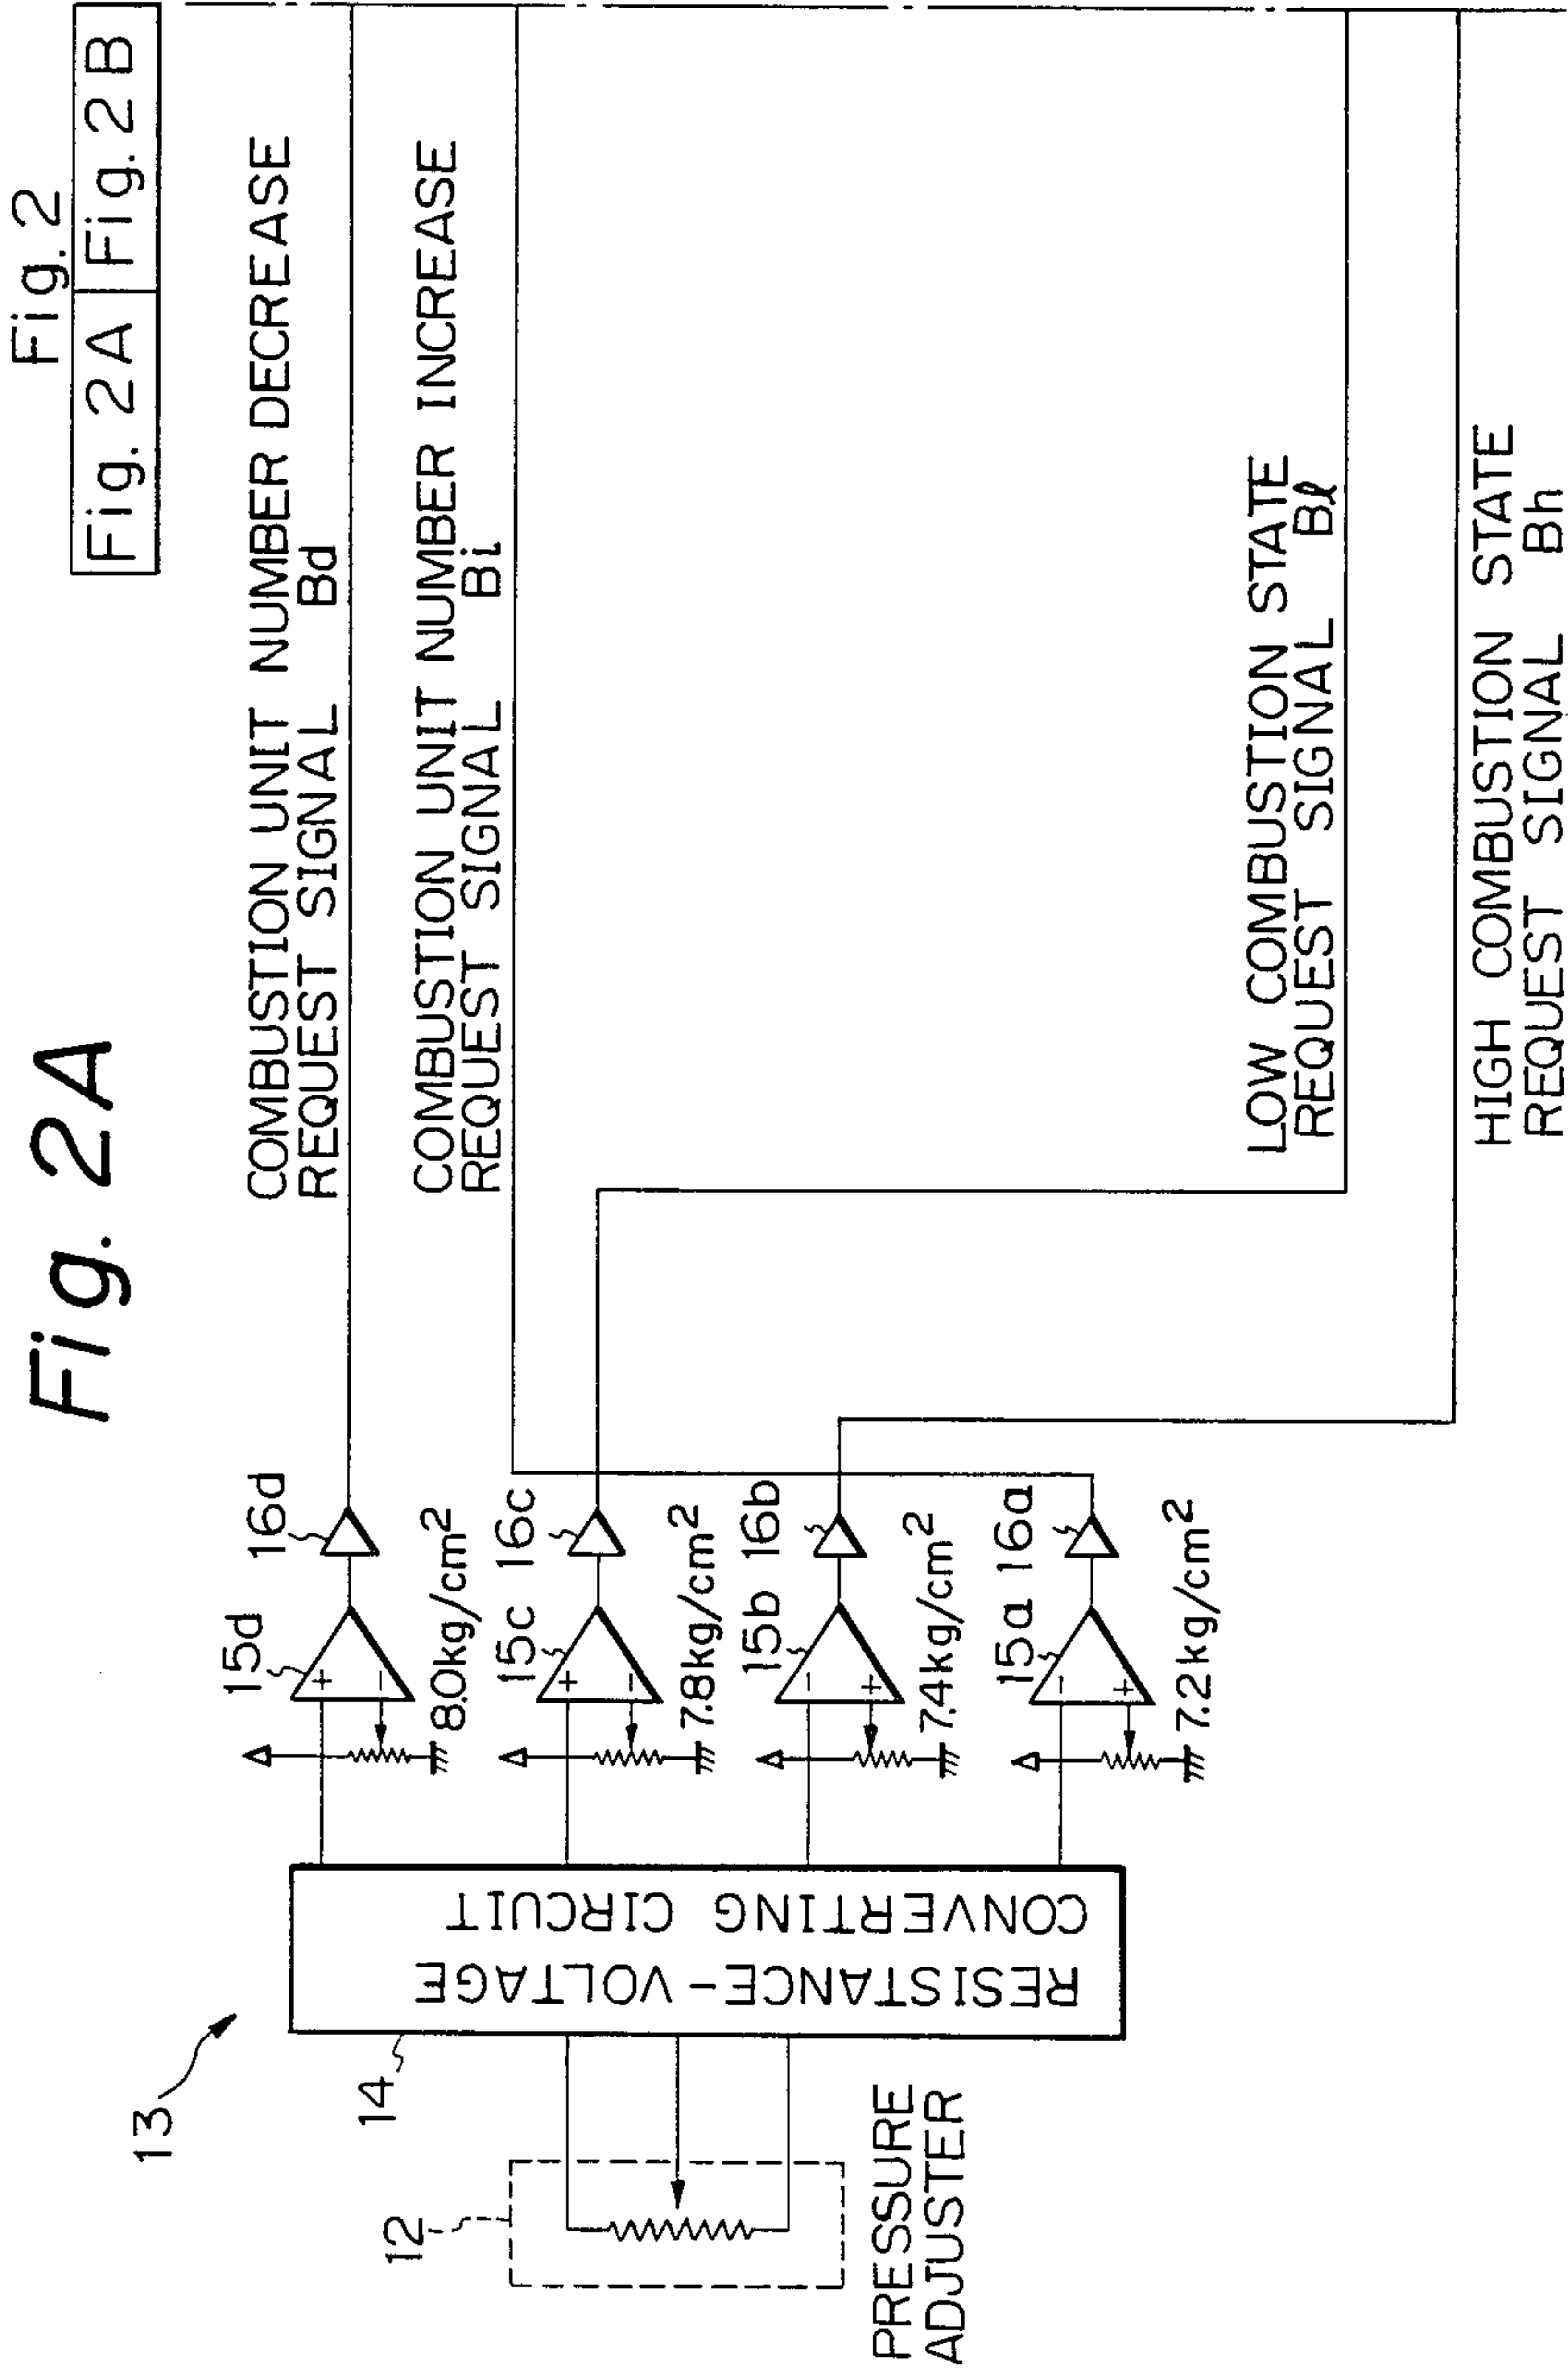 Fig. 2A
Fig. 2
Fig. 2A Fig. 2B
COMBUSTION UNIT NUMBER DECREASE
REQUEST SIGNAL Bd
COMBUSTION UNIT NUMBER INCREASE
REQUEST SIGNAL Bi
LOW COMBUSTION STATE
REQUEST SIGNAL Bℓ
HIGH COMBUSTION STATE
REQUEST SIGNAL Bh
13
14
12
PRESSURE
ADJUSTER
RESISTANCE-VOLTAGE
CONVERTING CIRCUIT
15d
16d
+
−
8.0kg/cm²
15c
16c
+
−
7.8kg/cm²
15b
16b
−
+
7.4kg/cm²
15a
16a
−
+
7.2kg/cm²